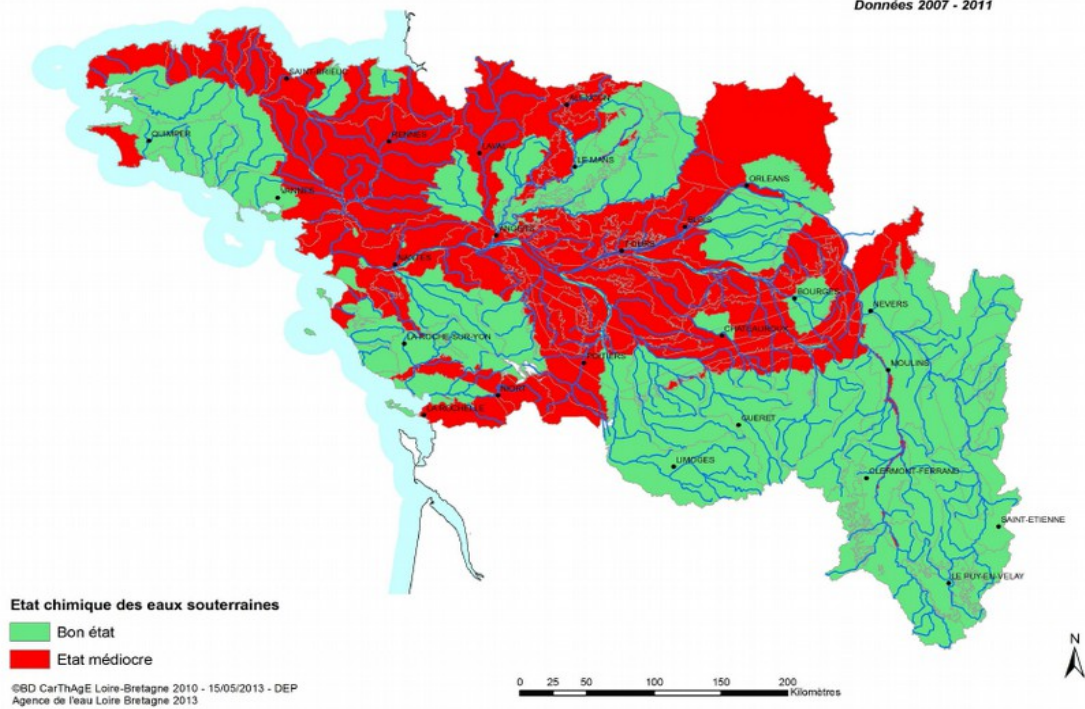 Données 2007 - 2011
SAINT-BRIEUC
ALENCON
QUIMPER
RENNES
LAVAL
LE MANS
ORLEANS
VANNES
BLOIS
ANGERS
TOURS
NANTES
BOURGES
NEVERS
LA-ROCHE-SUR-YON
CHATEAUROUX
POITIERS
MOULINS
NIORT
LA ROCHELLE
GUERET
LIMOGES
CLERMONT-FERRAND
SAINT-ETIENNE
LE PUY-EN-VELAY
Etat chimique des eaux souterraines
Bon état
Etat médiocre
N
©BD CarThAgE Loire-Bretagne 2010 - 15/05/2013 - DEP
Agence de l'eau Loire Bretagne 2013
0 25 50 100 150 200
Kilomètres